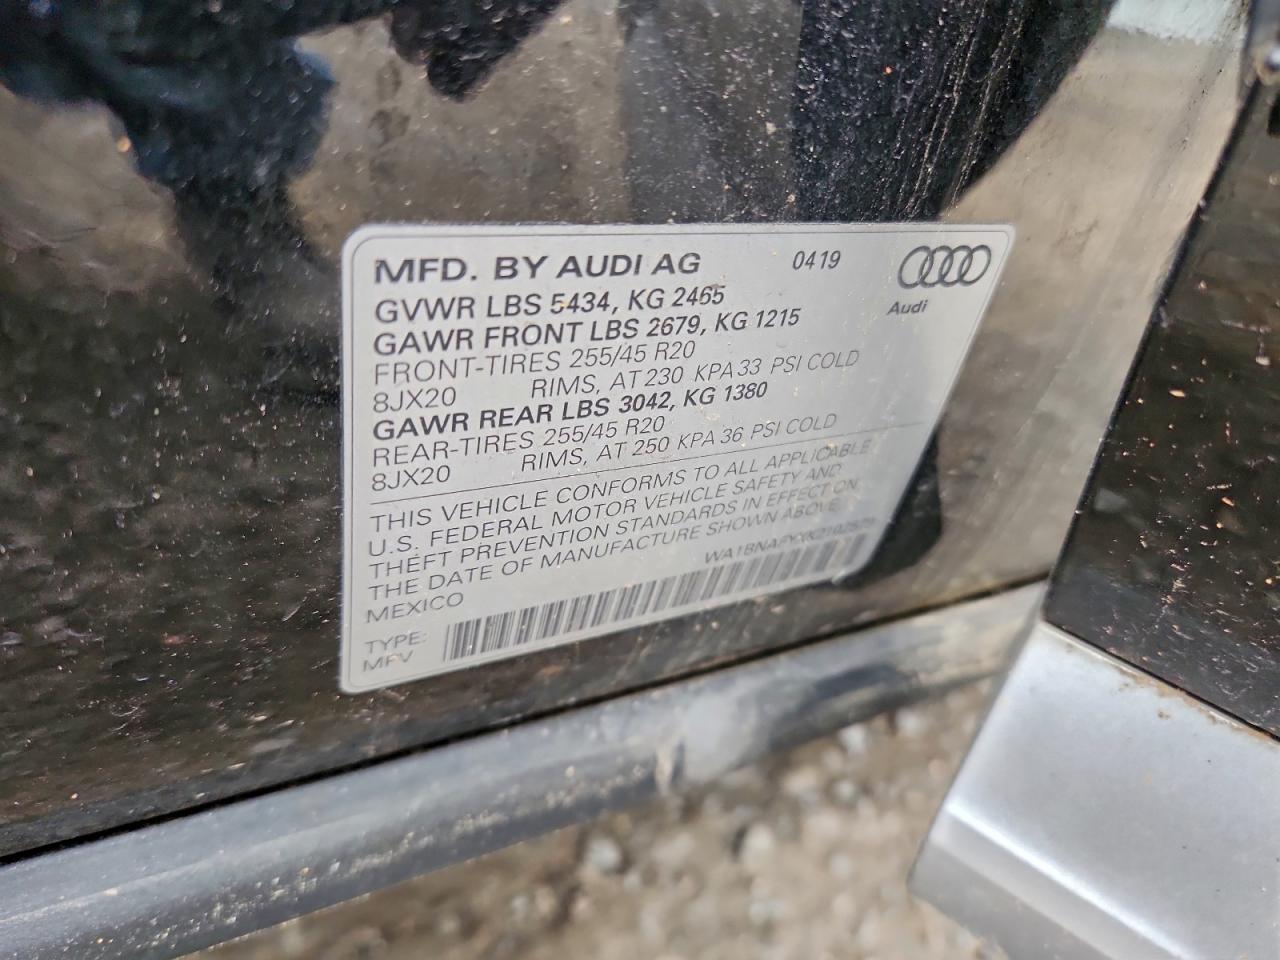 MFD. BY AUDI AG 0419
Audi
GVWR LBS 5434, KG 2465
GAWR FRONT LBS 2679, KG 1215
FRONT-TIRES 255/45 R20
8JX20 RIMS, AT 230 KPA 33 PSI COLD
GAWR REAR LBS 3042, KG 1380
REAR-TIRES 255/45 R20
8JX20 RIMS, AT 250 KPA 36 PSI COLD
THIS VEHICLE CONFORMS TO ALL APPLICABLE
U.S. FEDERAL MOTOR VEHICLE SAFETY AND
THEFT PREVENTION STANDARDS IN EFFECT ON
THE DATE OF MANUFACTURE SHOWN ABOVE
MEXICO
TYPE:
MPV